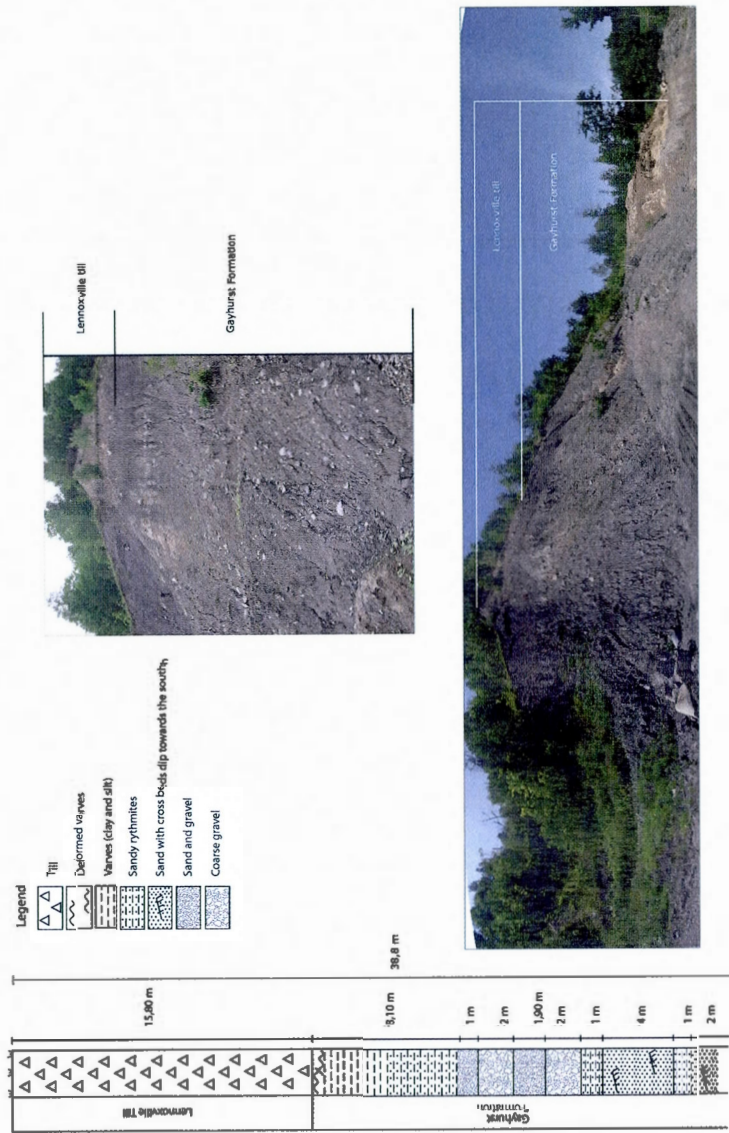 Lennoxville Till
Gayhurst
Formation
15,80 m
8,10 m
1 m
2 m
1,90 m
2 m
1 m
4 m
1 m
2 m
38,8 m
Legend
Till
Deformed varves
Varves (clay and silt)
Sandy rythmites
Sand with cross beds dip towards the south
Sand and gravel
Coarse gravel
Lennoxville till
Gayhurst Formation
Lennoxville till
Gayhurst Formation